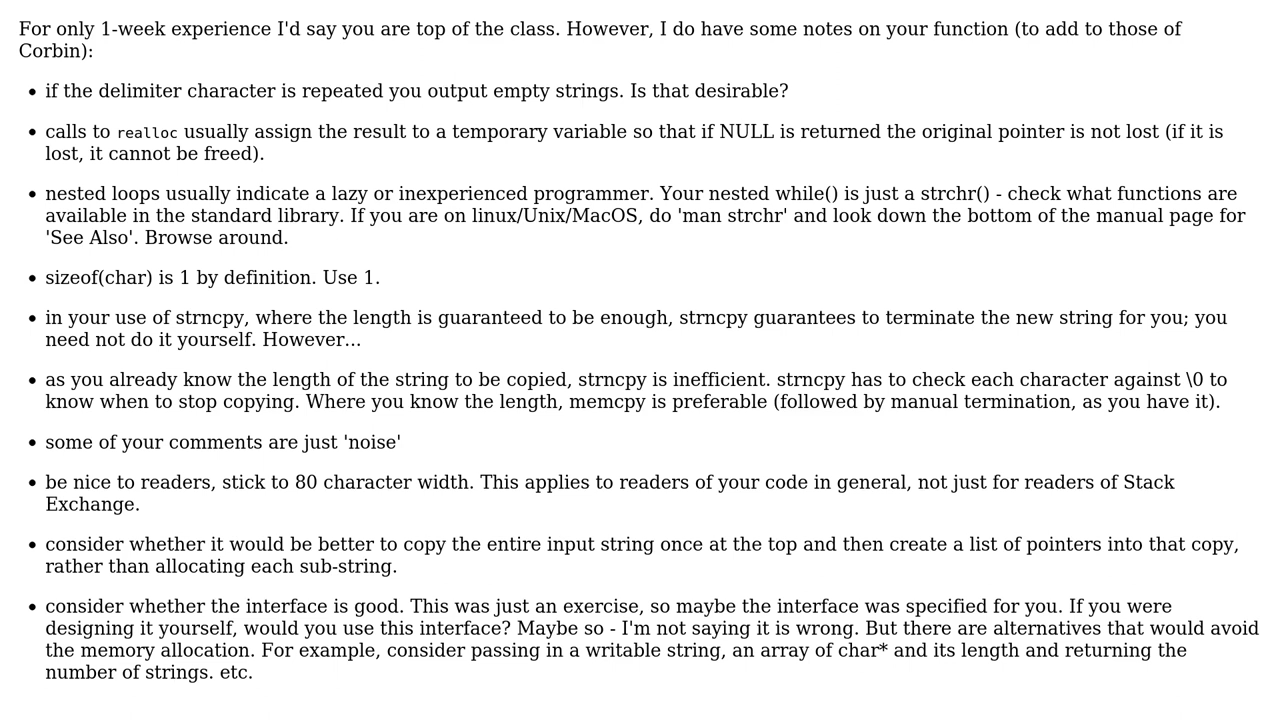 For only 1-week experience I'd say you are top of the class. However, I do have some notes on your function (to add to those of
Corbin):
• if the delimiter character is repeated you output empty strings. Is that desirable?
• calls to realloc usually assign the result to a temporary variable so that if NULL is returned the original pointer is not lost (if it is
lost, it cannot be freed).
• nested loops usually indicate a lazy or inexperienced programmer. Your nested while() is just a strchr() - check what functions are
available in the standard library. If you are on linux/Unix/MacOS, do 'man strchr' and look down the bottom of the manual page for
'See Also'. Browse around.
• sizeof(char) is 1 by definition. Use 1.
• in your use of strncpy, where the length is guaranteed to be enough, strncpy guarantees to terminate the new string for you; you
need not do it yourself. However...
• as you already know the length of the string to be copied, strncpy is inefficient. strncpy has to check each character against \0 to
know when to stop copying. Where you know the length, memcpy is preferable (followed by manual termination, as you have it).
• some of your comments are just 'noise'
• be nice to readers, stick to 80 character width. This applies to readers of your code in general, not just for readers of Stack
Exchange.
• consider whether it would be better to copy the entire input string once at the top and then create a list of pointers into that copy,
rather than allocating each sub-string.
• consider whether the interface is good. This was just an exercise, so maybe the interface was specified for you. If you were
designing it yourself, would you use this interface? Maybe so - I'm not saying it is wrong. But there are alternatives that would avoid
the memory allocation. For example, consider passing in a writable string, an array of char* and its length and returning the
number of strings. etc.